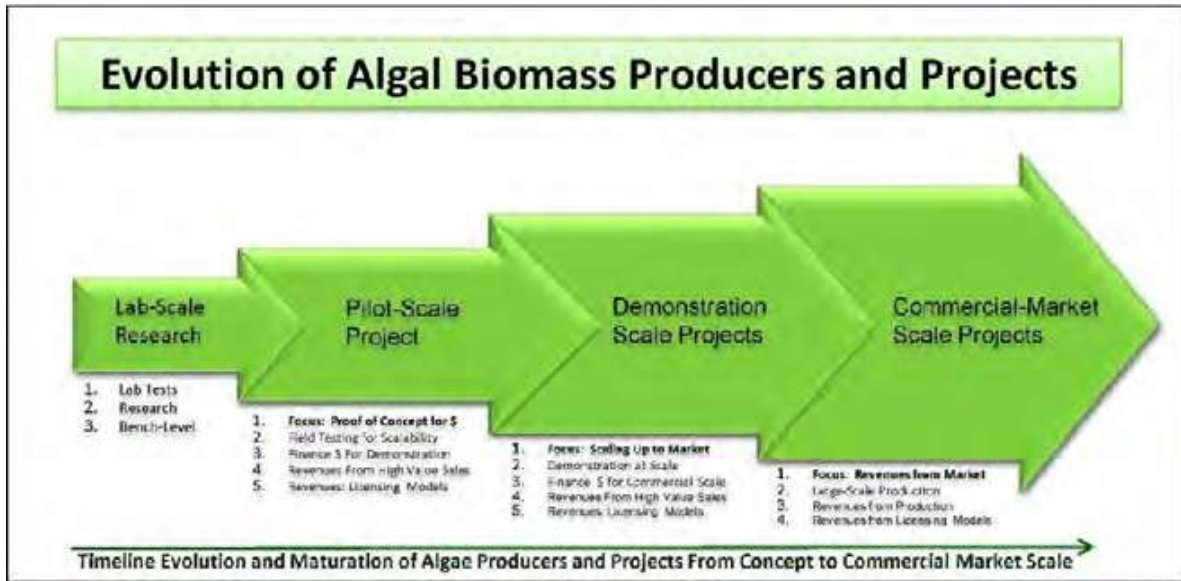 Evolution of Algal Biomass Producers and Projects
Lab-Scale
Research
1. Lab Tests
2. Research
3. Bench-Level
Pilot-Scale
Project
1. Focus: Proof of Concept for $
2. Field Testing for Scalability
3. Finance $ For Demonstration
4. Revenues From High Value Sales
5. Revenues: Licensing Models
Demonstration
Scale Projects
1. Focus: Scaling Up to Market
2. Demonstration at Scale
3. Finance $ for Commercial Scale
4. Revenues From High Value Sales
5. Revenues: Licensing Models
Commercial-Market
Scale Projects
1. Focus: Revenues from Market
2. Large-Scale Production
3. Revenues from Production
4. Revenues from Licensing Models
Timeline Evolution and Maturation of Algae Producers and Projects From Concept to Commercial Market Scale